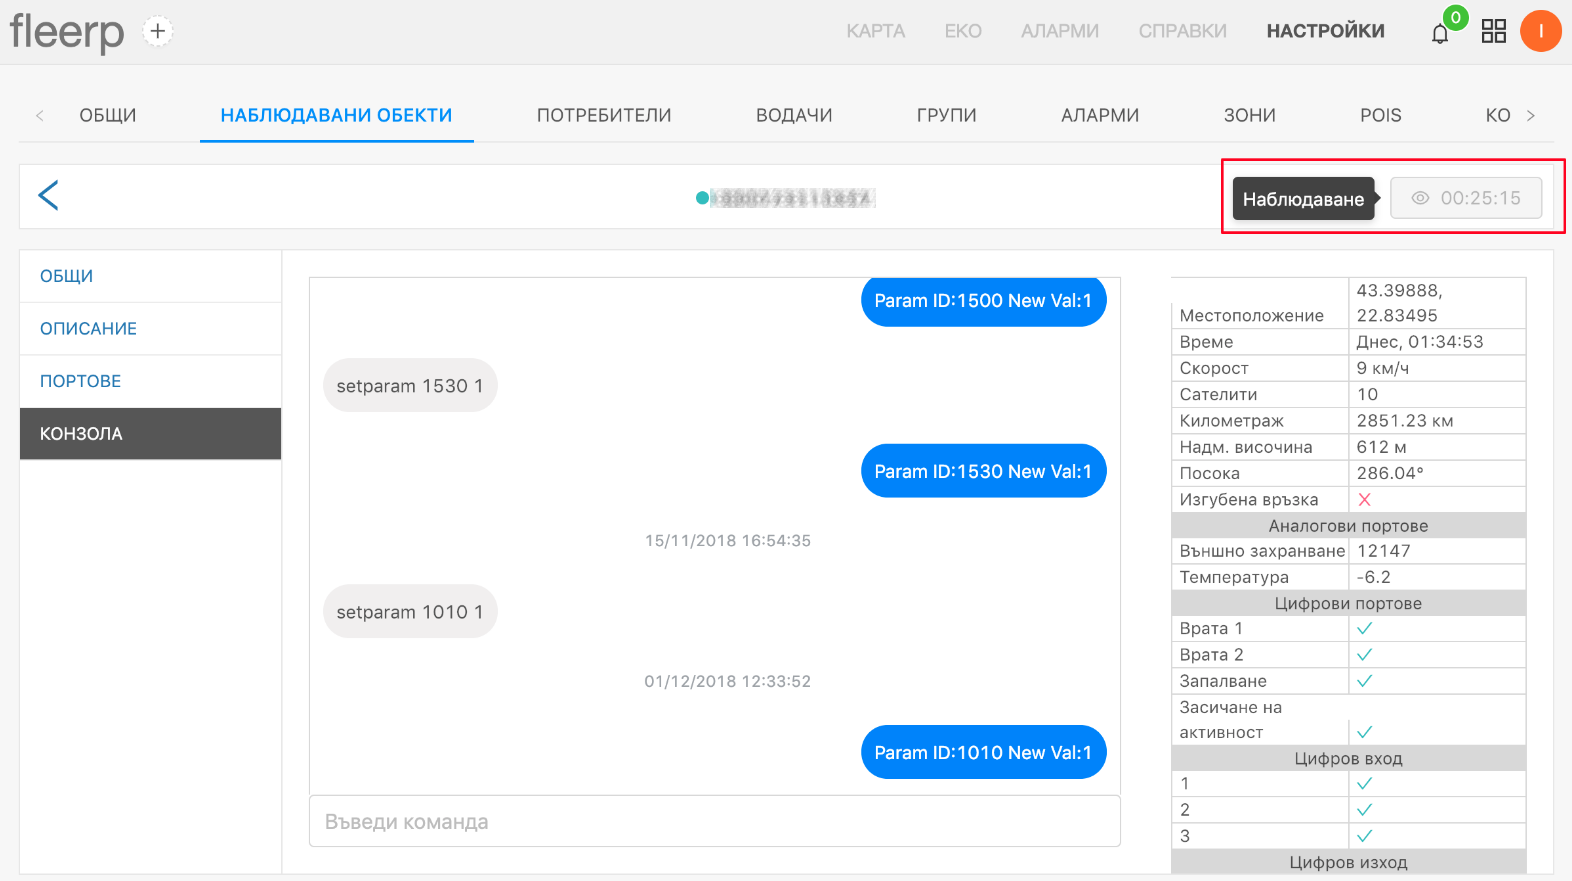 fleerp +
КАРТА ЕКО АЛАРМИ СПРАВКИ НАСТРОЙКИ 0 I
< ОБЩИ НАБЛЮДАВАНИ ОБЕКТИ ПОТРЕБИТЕЛИ ВОДАЧИ ГРУПИ АЛАРМИ ЗОНИ POIS КО >
Наблюдаване 00:25:15
ОБЩИ
ОПИСАНИЕ
ПОРТОВЕ
КОНЗОЛА
Param ID:1500 New Val:1
setparam 1530 1
Param ID:1530 New Val:1
15/11/2018 16:54:35
setparam 1010 1
01/12/2018 12:33:52
Param ID:1010 New Val:1
Въведи команда
Местоположение 43.39888,
22.83495
Време Днес, 01:34:53
Скорост 9 км/ч
Сателити 10
Километраж 2851.23 км
Надм. височина 612 м
Посока 286.04°
Изгубена връзка
Аналогови портове
Външно захранване 12147
Температура -6.2
Цифрови портове
Врата 1
Врата 2
Запалване
Засичане на
активност
Цифров вход
1
2
3
Цифров изход